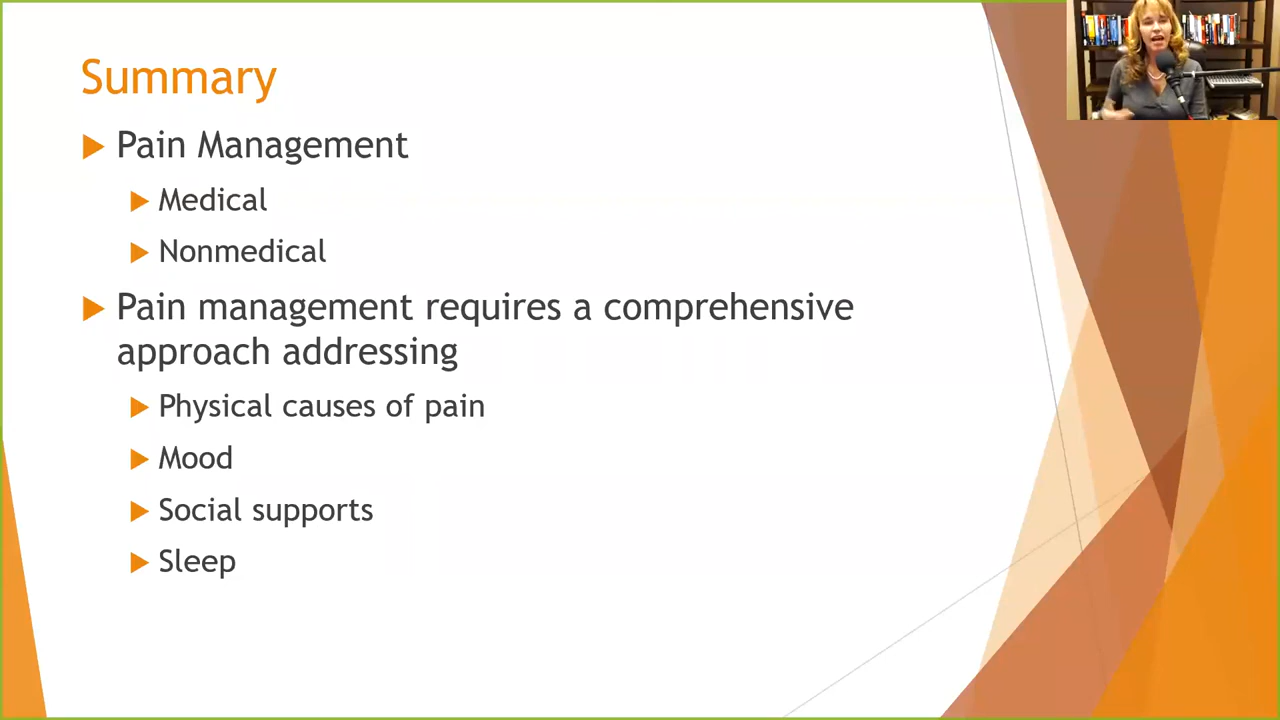 Summary
Pain Management
Medical
Nonmedical
Pain management requires a comprehensive
approach addressing
Physical causes of pain
Mood
Social supports
Sleep